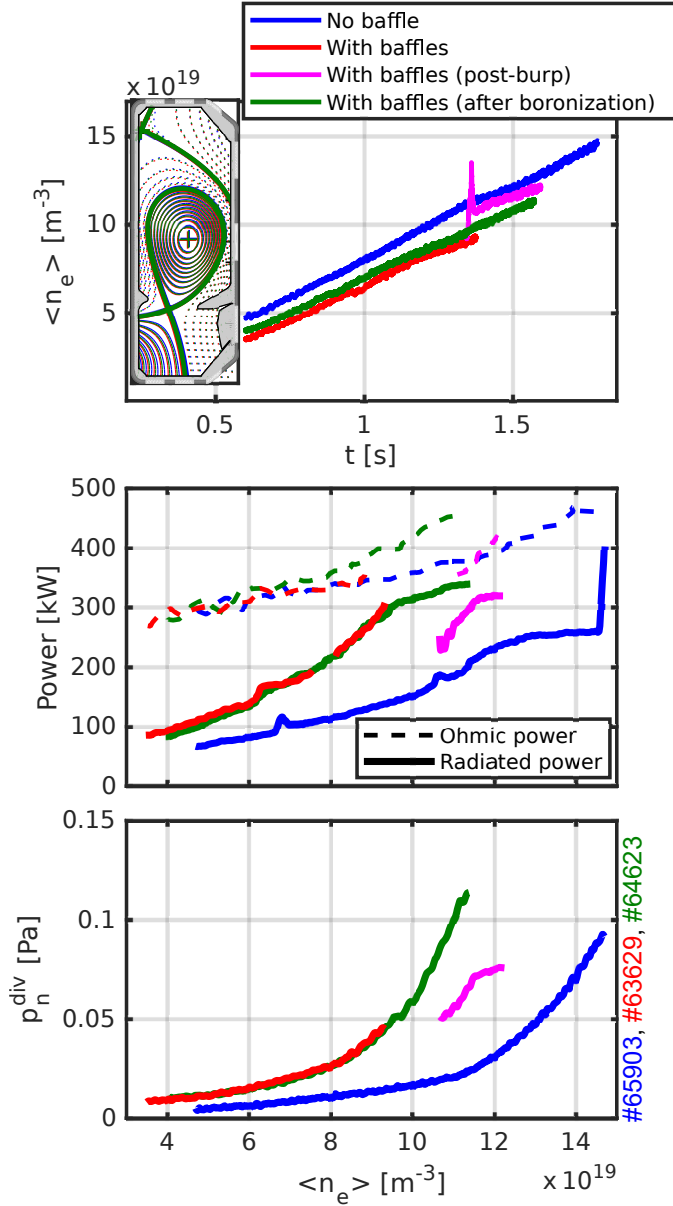 No baffle
With baffles
With baffles (post-burp)
With baffles (after boronization)
x 10^19
15
10
5
<n_e> [m^-3]
0.5 1 1.5
t [s]
500
400
300
200
100
0
Power [kW]
Ohmic power
Radiated power
0.15
0.1
0.05
0
p_n^div [Pa]
#65903, #63629, #64623
4 6 8 10 12 14
<n_e> [m^-3] x 10^19